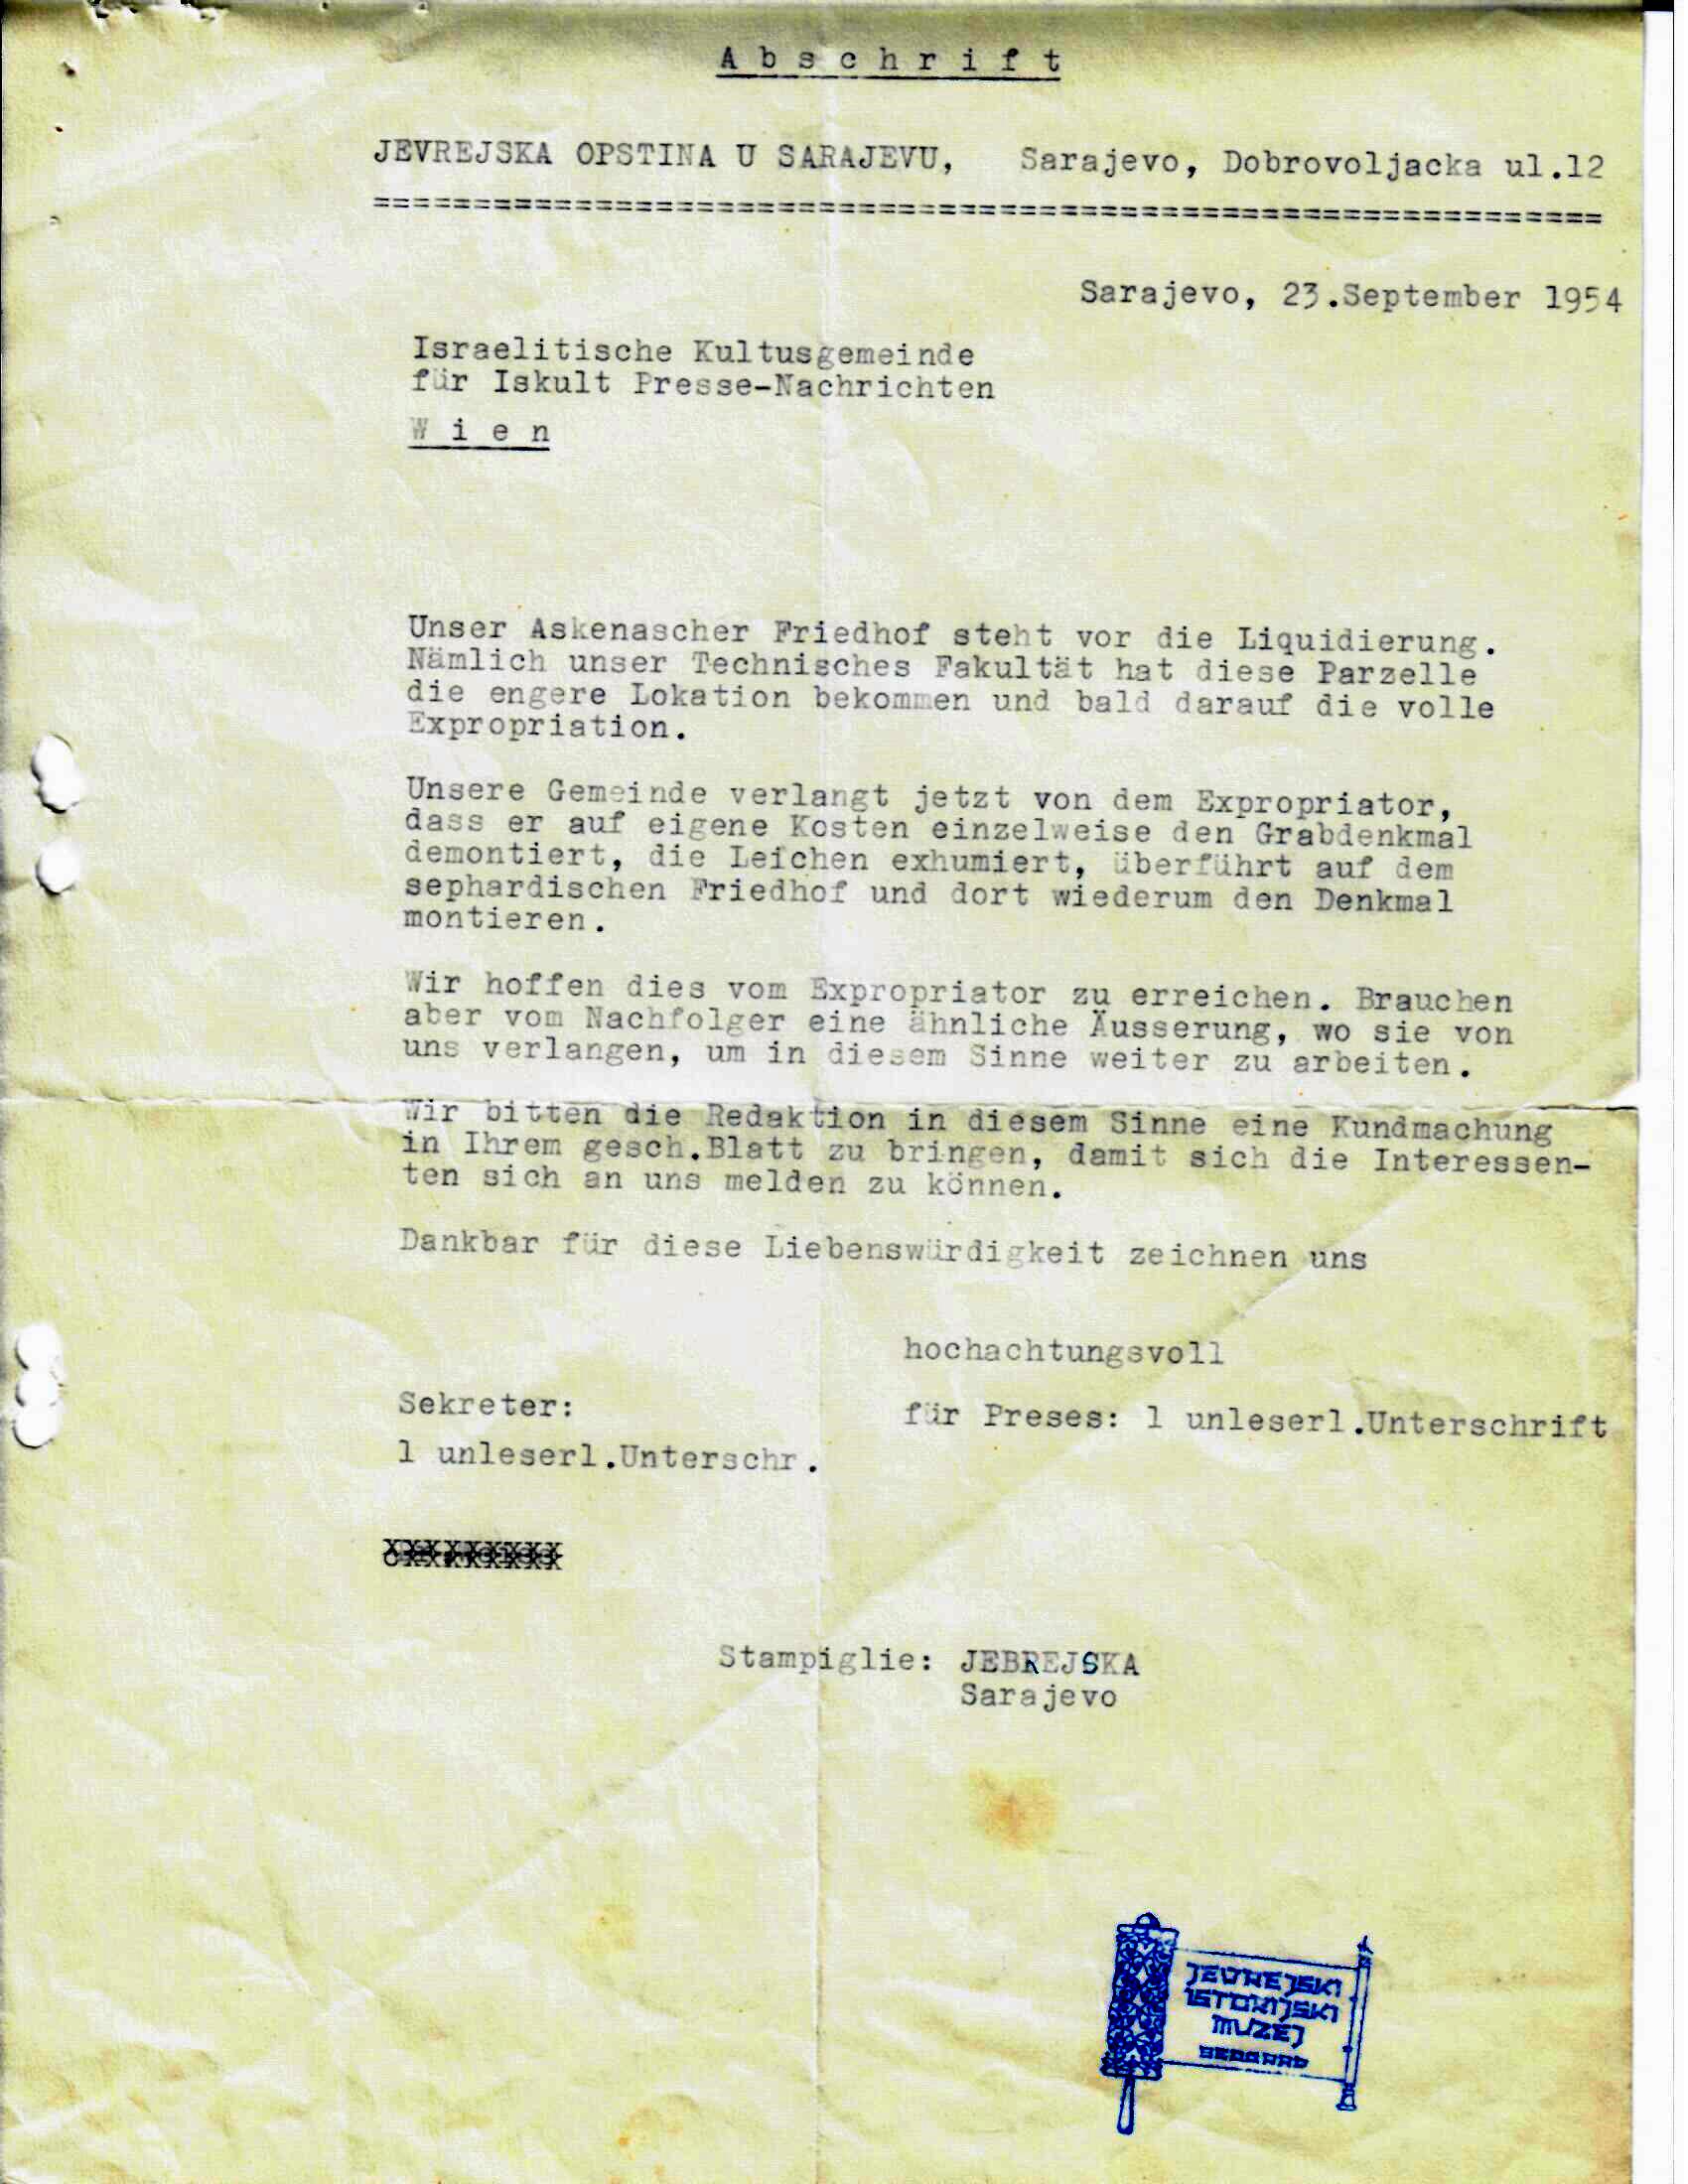 Abschrift
JEVREJSKA OPSTINA U SARAJEVU, Sarajevo, Dobrovoljacka ul.12
=============================================================
Sarajevo, 23.September 1954
Israelitische Kultusgemeinde
für Iskult Presse-Nachrichten
Wien
Unser Askenascher Friedhof steht vor die Liquidierung.
Nämlich unser Technisches Fakultät hat diese Parzelle
die engere Lokation bekommen und bald darauf die volle
Expropriation.
Unsere Gemeinde verlangt jetzt von dem Expropriator,
dass er auf eigene Kosten einzelweise den Grabdenkmal
demontiert, die Leichen exhumiert, überführt auf dem
sephardischen Friedhof und dort wiederum den Denkmal
montieren.
Wir hoffen dies vom Expropriator zu erreichen. Brauchen
aber vom Nachfolger eine ähnliche Äusserung, wo sie von
uns verlangen, um in diesem Sinne weiter zu arbeiten.
Wir bitten die Redaktion in diesem Sinne eine Kundmachung
in Ihrem gesch.Blatt zu bringen, damit sich die Interessen-
ten sich an uns melden zu können.
Dankbar für diese Liebenswürdigkeit zeichnen uns
hochachtungsvoll
Sekreter:
für Preses: 1 unleserl.Unterschrift
1 unleserl.Unterschr.
Stampiglie: JEBREJSKA
Sarajevo
JEVREJSKI
ISTORIJSKI
MUZEJ
BEOGRAD